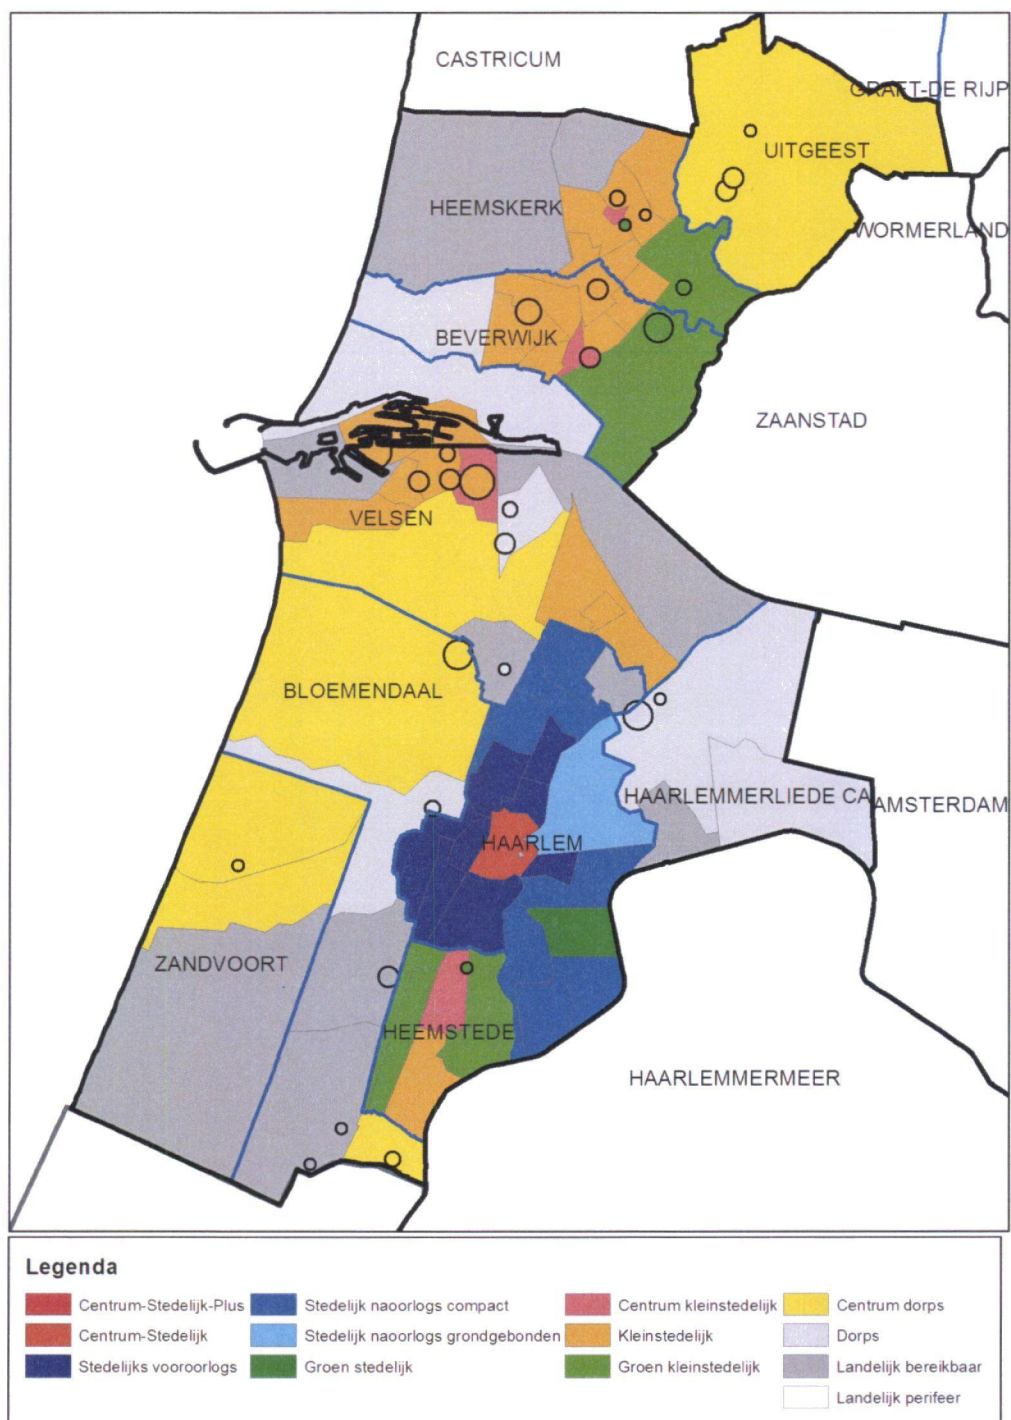 CASTRICUM
GRAFT-DE RIJP
UITGEEST
HEEMSKERK
WORMERLAND
BEVERWIJK
ZAANSTAD
VELSEN
BLOEMENDAAL
HAARLEMMERLIEDE CA
AMSTERDAM
HAARLEM
ZANDVOORT
HEEMSTEDE
HAARLEMMERMEER
Legenda
Centrum-Stedelijk-Plus
Stedelijk naoorlogs compact
Centrum kleinstedelijk
Centrum dorps
Centrum-Stedelijk
Stedelijk naoorlogs grondgebonden
Kleinstedelijk
Dorps
Stedelijks vooroorlogs
Groen stedelijk
Groen kleinstedelijk
Landelijk bereikbaar
Landelijk perifeer